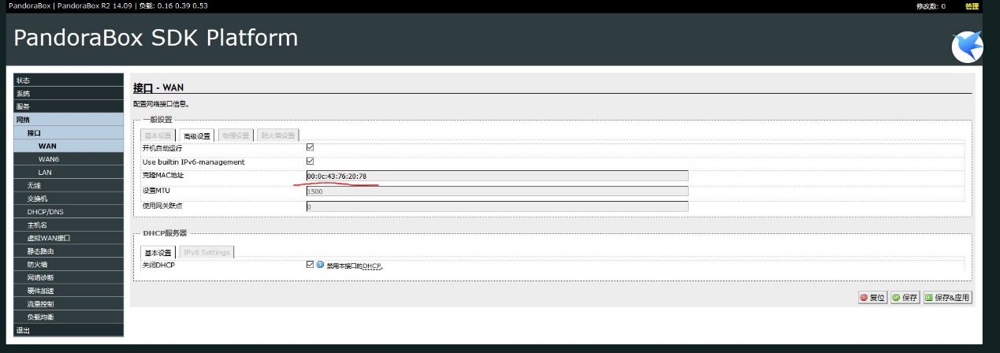 PandoraBox | PandoraBox R2 14.09 | 负载: 0.16 0.39 0.53
修改数: 0 管理
PandoraBox SDK Platform
状态
系统
服务
网络
接口
WAN
WAN6
LAN
无线
交换机
DHCP/DNS
主机名
虚拟WAN接口
静态路由
防火墙
网络诊断
硬件加速
流量控制
负载均衡
退出
接口 - WAN
配置网络接口信息。
一般设置
基本设置 高级设置 物理设置 防火墙设置
开机自动运行
Use builtin IPv6-management
克隆MAC地址 00:0c:43:76:20:78
设置MTU 1500
使用网关跃点 0
DHCP服务器
基本设置 IPv6 Settings
关闭DHCP 禁用本接口的DHCP。
复位 保存 保存&应用